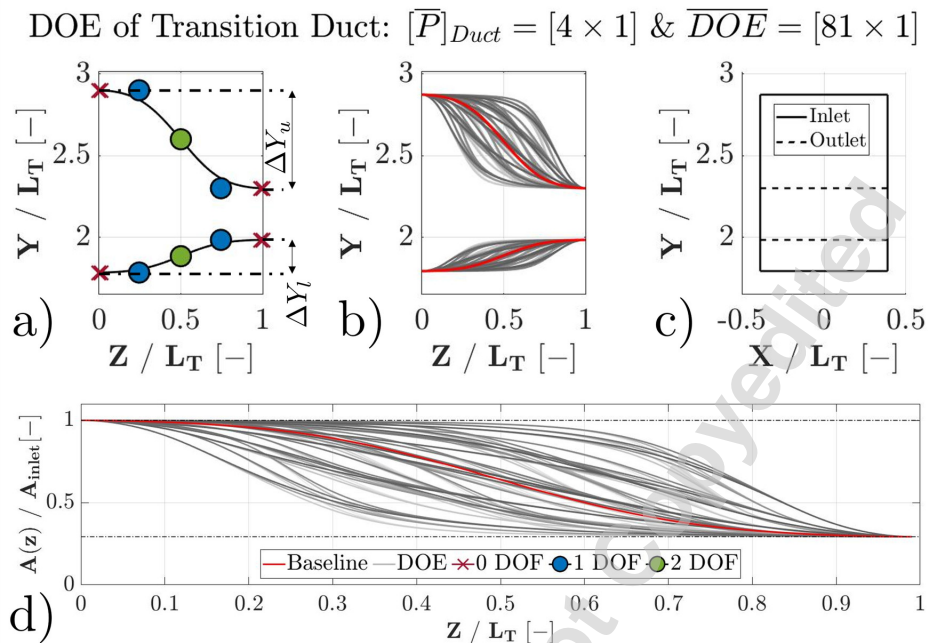 DOE of Transition Duct: [P̅]_Duct = [4 × 1] & D̅O̅E̅ = [81 × 1]
3
2.5
2
Y / L_T [−]
ΔY_u
ΔY_l
0 0.5 1
Z / L_T [−]
a)
3
2.5
2
Y / L_T [−]
0 0.5 1
Z / L_T [−]
b)
3
2.5
2
Y / L_T [−]
Inlet
Outlet
-0.5 0 0.5
X / L_T [−]
c)
1
0.5
0
A(z) / A_inlet[−]
Baseline DOE 0 DOF 1 DOF 2 DOF
0 0.1 0.2 0.3 0.4 0.5 0.6 0.7 0.8 0.9 1
Z / L_T [−]
d)
ot Copyedited